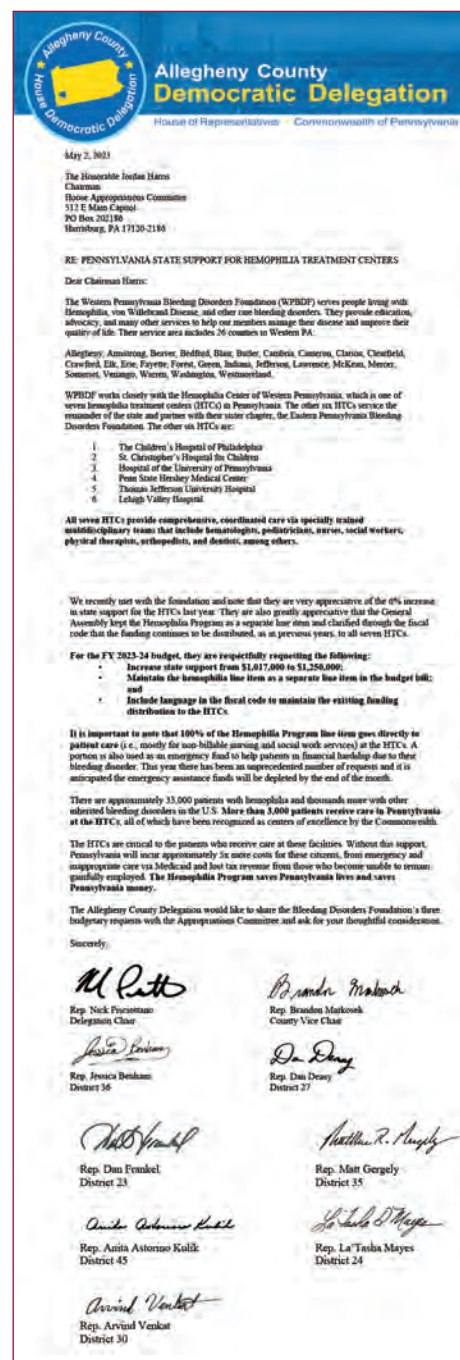 Allegheny County
House Democratic Delegation
Allegheny County
Democratic Delegation
House of Representatives Commonwealth of Pennsylvania
May 2, 2023
The Honorable Jordan Harris
Chairman
House Appropriations Committee
512 E Main Capitol
PO Box 202186
Harrisburg, PA 17120-2186
RE: PENNSYLVANIA STATE SUPPORT FOR HEMOPHILIA TREATMENT CENTERS
Dear Chairman Harris:
The Western Pennsylvania Bleeding Disorders Foundation (WPBDF) serves people living with
Hemophilia, von Willebrand Disease, and other rare bleeding disorders. They provide education,
advocacy, and many other services to help our members manage their disease and improve their
quality of life. Their service area includes 26 counties in Western PA:
Allegheny, Armstrong, Beaver, Bedford, Blair, Butler, Cambria, Cameron, Clarion, Clearfield,
Crawford, Elk, Erie, Fayette, Forest, Green, Indiana, Jefferson, Lawrence, McKean, Mercer,
Somerset, Venango, Warren, Washington, Westmoreland.
WPBDF works closely with the Hemophilia Center of Western Pennsylvania, which is one of
seven hemophilia treatment centers (HTCs) in Pennsylvania. The other six HTCs service the
remainder of the state and partner with their sister chapter, the Eastern Pennsylvania Bleeding
Disorders Foundation. The other six HTCs are:
1. The Children's Hospital of Philadelphia
2. St. Christopher's Hospital for Children
3. Hospital of the University of Pennsylvania
4. Penn State Hershey Medical Center
5. Thomas Jefferson University Hospital
6. Lehigh Valley Hospital
All seven HTCs provide comprehensive, coordinated care via specially trained
multidisciplinary teams that include hematologists, pediatricians, nurses, social workers,
physical therapists, orthopedists, and dentists, among others.
We recently met with the foundation and note that they are very appreciative of the 6% increase
in state support for the HTCs last year. They are also greatly appreciative that the General
Assembly kept the Hemophilia Program as a separate line item and clarified through the fiscal
code that the funding continues to be distributed, as in previous years, to all seven HTCs.
For the FY 2023-24 budget, they are respectfully requesting the following:
• Increase state support from $1,017,000 to $1,250,000;
• Maintain the hemophilia line item as a separate line item in the budget bill;
and
• Include language in the fiscal code to maintain the existing funding
distribution to the HTCs.
It is important to note that 100% of the Hemophilia Program line item goes directly to
patient care (i.e., mostly for non-billable nursing and social work services) at the HTCs. A
portion is also used as an emergency fund to help patients in financial hardship due to their
bleeding disorder. This year there has been an unprecedented number of requests and it is
anticipated the emergency assistance funds will be depleted by the end of the month.
There are approximately 33,000 patients with hemophilia and thousands more with other
inherited bleeding disorders in the U.S. More than 3,000 patients receive care in Pennsylvania
at the HTCs, all of which have been recognized as centers of excellence by the Commonwealth.
The HTCs are critical to the patients who receive care at these facilities. Without this support,
Pennsylvania will incur approximately 5x more costs for these citizens, from emergency and
inappropriate care via Medicaid and lost tax revenue from those who become unable to remain
gainfully employed. The Hemophilia Program saves Pennsylvania lives and saves
Pennsylvania money.
The Allegheny County Delegation would like to share the Bleeding Disorders Foundation's three
budgetary requests with the Appropriations Committee and ask for your thoughtful consideration.
Sincerely,
Rep. Nick Pisciottano
Delegation Chair
Brandon Markosek
Rep. Brandon Markosek
County Vice Chair
Jessica Benham
Rep. Jessica Benham
District 36
Dan Deasy
Rep. Dan Deasy
District 27
Rep. Dan Frankel
District 23
Matthew R. Gergely
Rep. Matt Gergely
District 35
Anita Astorino Kulik
Rep. Anita Astorino Kulik
District 45
La'Tasha D Mayes
Rep. La'Tasha Mayes
District 24
Arvind Venkat
Rep. Arvind Venkat
District 30